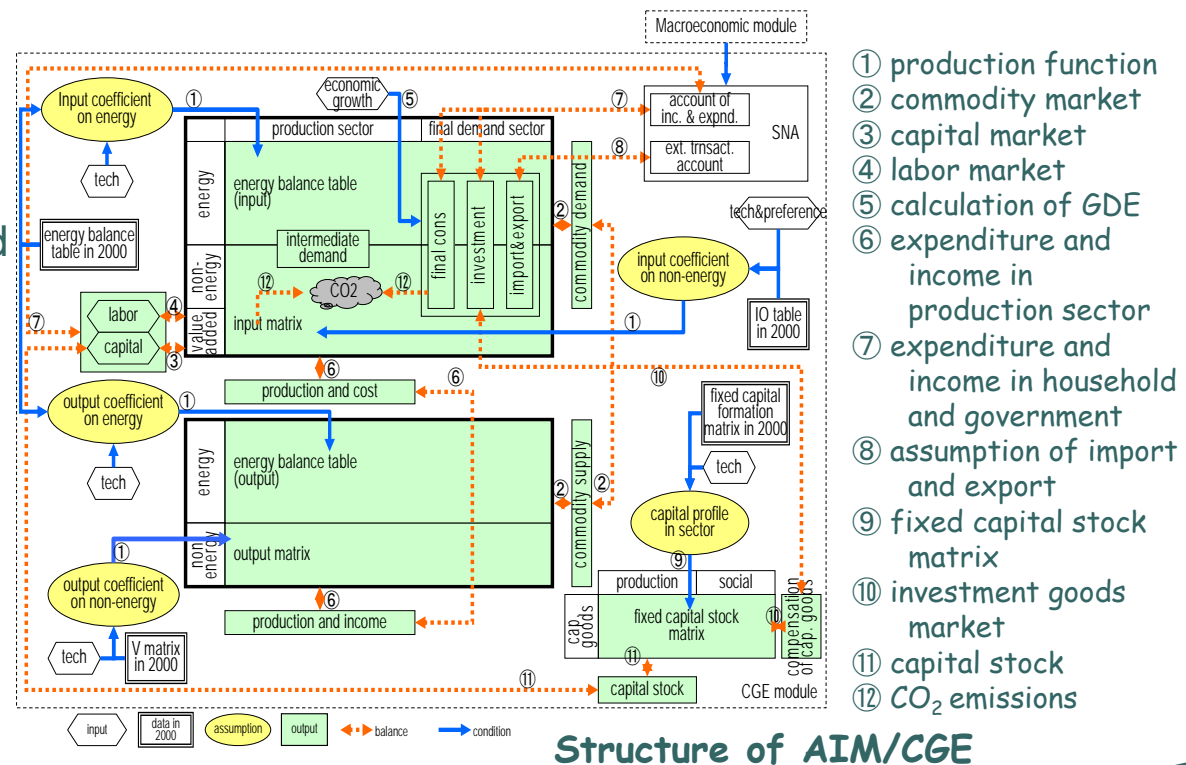 Macroeconomic module
economic
growth
⑤
Input coefficient
on energy
①
tech
production sector
final demand sector
⑦
account of
inc. & expnd.
SNA
⑧
ext. trnsact.
account
energy
energy balance table
(input)
intermediate
demand
final cons
investment
import&export
②
commodity demand
tech&preference
d
energy balance
table in 2000
non-
energy
⑫
CO2
⑫
input coefficient
on non-energy
IO table
in 2000
value
added
input matrix
①
⑦
labor
④
capital
③
⑥
production and cost
⑥
⑩
output coefficient
on energy
①
tech
fixed capital
formation
matrix in 2000
tech
energy
energy balance table
(output)
②
commodity supply
②
capital profile
in sector
⑨
non
energy
output matrix
①
output coefficient
on non-energy
tech
V matrix
in 2000
⑥
production and income
production
social
cap.
goods
fixed capital stock
matrix
⑩
compensation
of cap. goods
⑪
⑪
capital stock
CGE module
input
data in
2000
assumption
output
balance
condition
① production function
② commodity market
③ capital market
④ labor market
⑤ calculation of GDE
⑥ expenditure and
income in
production sector
⑦ expenditure and
income in household
and government
⑧ assumption of import
and export
⑨ fixed capital stock
matrix
⑩ investment goods
market
⑪ capital stock
⑫ CO₂ emissions
Structure of AIM/CGE